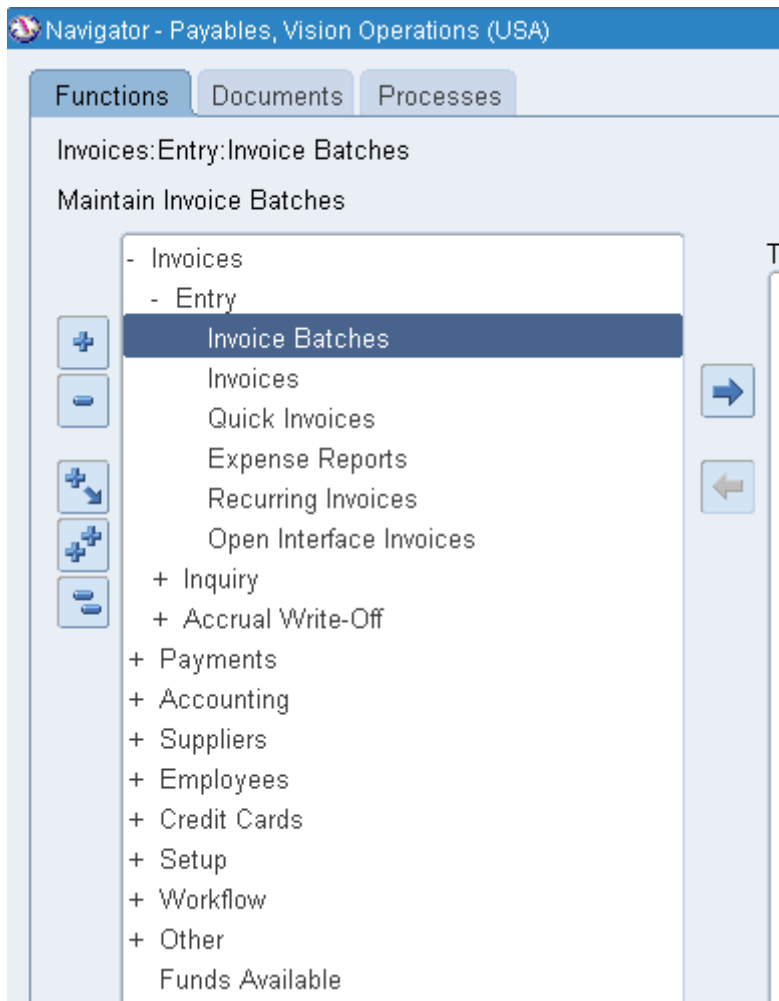 Navigator - Payables, Vision Operations (USA)
Functions Documents Processes
Invoices:Entry:Invoice Batches
Maintain Invoice Batches
T
- Invoices
- Entry
Invoice Batches
Invoices
Quick Invoices
Expense Reports
Recurring Invoices
Open Interface Invoices
+ Inquiry
+ Accrual Write-Off
+ Payments
+ Accounting
+ Suppliers
+ Employees
+ Credit Cards
+ Setup
+ Workflow
+ Other
Funds Available